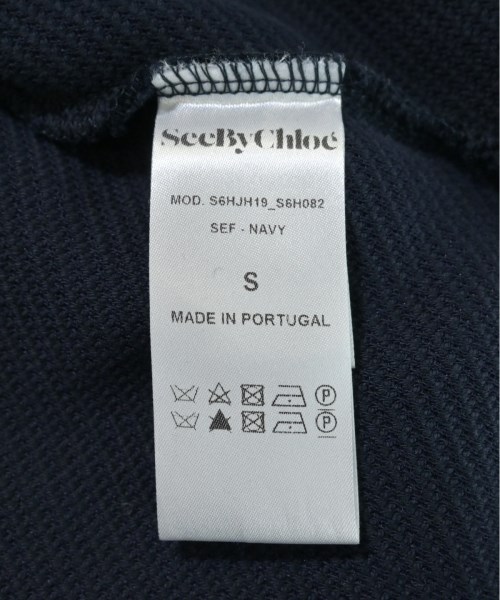 SeeByChloé
MOD. S6HJH19_S6H082
SEF - NAVY
S
MADE IN PORTUGAL
P
P